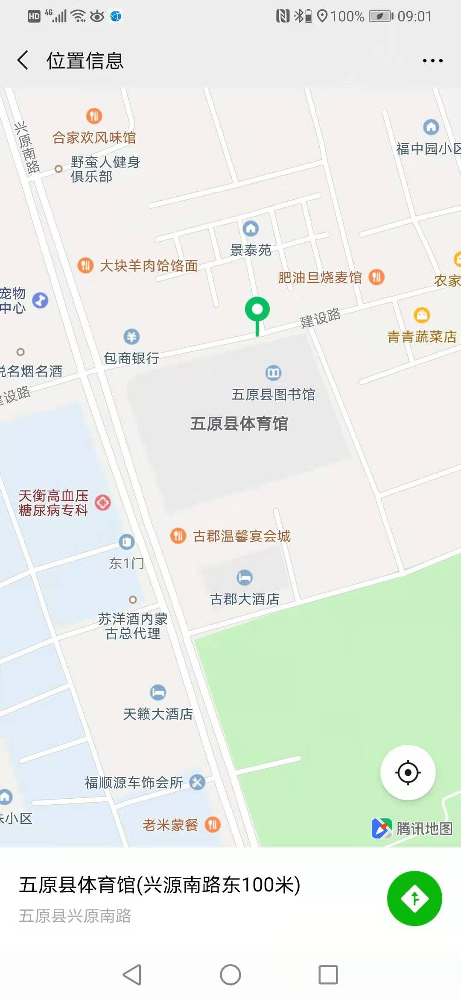 HD 4G 100% 09:01
位置信息
兴原南路
合家欢风味馆
福中园小区
野蛮人健身
俱乐部
景泰苑
大块羊肉饸饹面
肥油旦烧麦馆
农家
宠物
中心
建设路
青青蔬菜店
包商银行
名烟名酒
建设路
五原县图书馆
五原县体育馆
天衡高血压
糖尿病专科
古郡温馨宴会城
东1门
古郡大酒店
苏洋酒内蒙
古总代理
天籁大酒店
福顺源车饰会所
小区
老米蒙餐
腾讯地图
五原县体育馆(兴源南路东100米)
五原县兴原南路